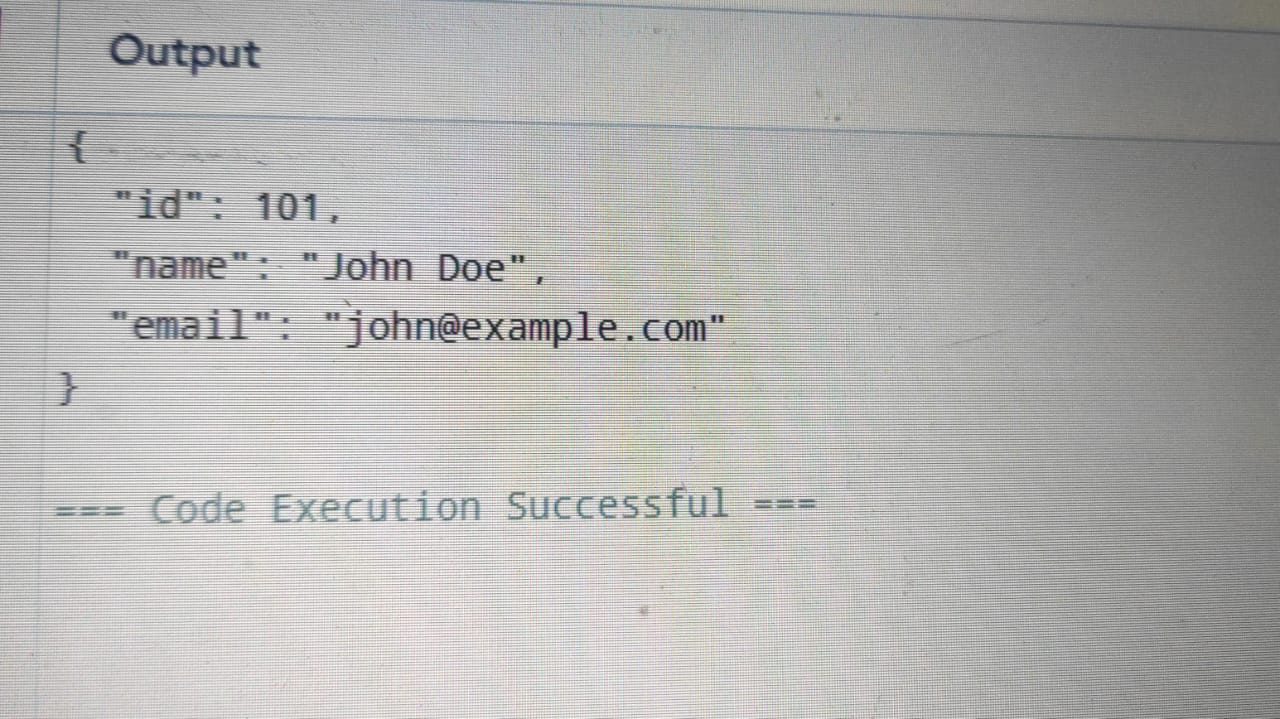 Output
{
"id": 101,
"name": "John Doe",
"email": "john@example.com"
}
=== Code Execution Successful ===